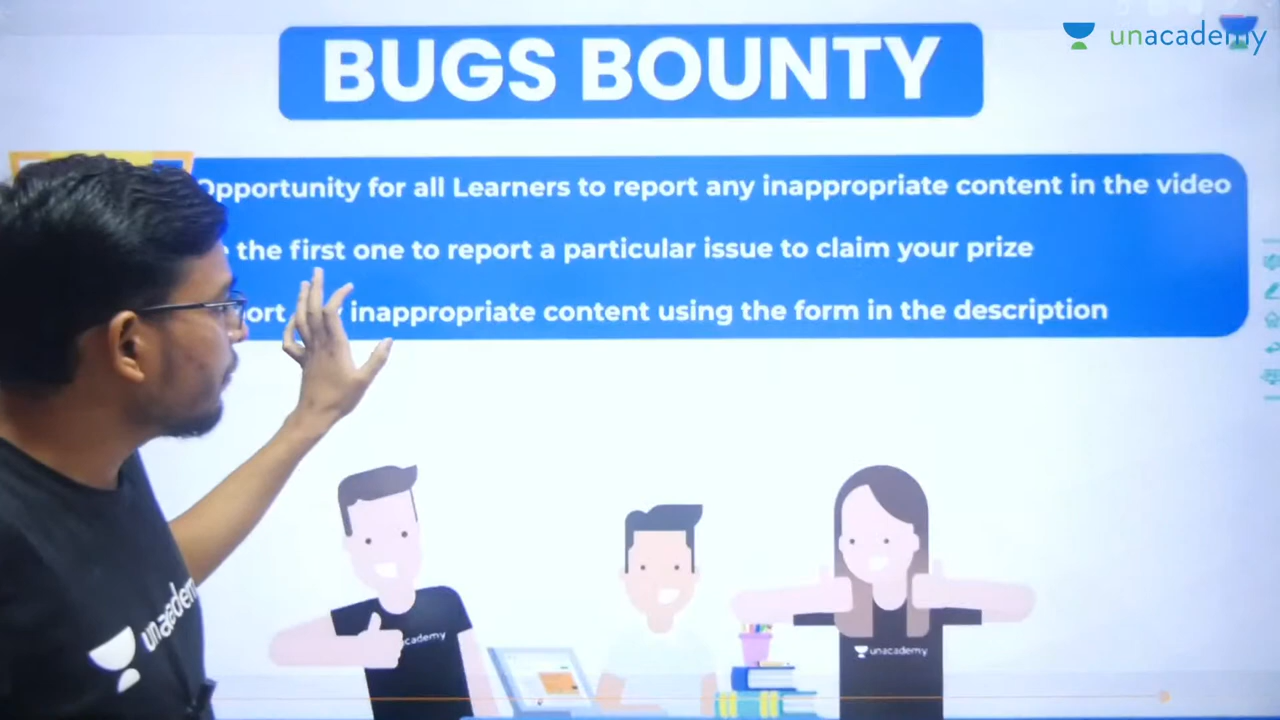 BUGS BOUNTY
unacademy
Opportunity for all Learners to report any inappropriate content in the video
the first one to report a particular issue to claim your prize
inappropriate content using the form in the description
unacademy
unacademy